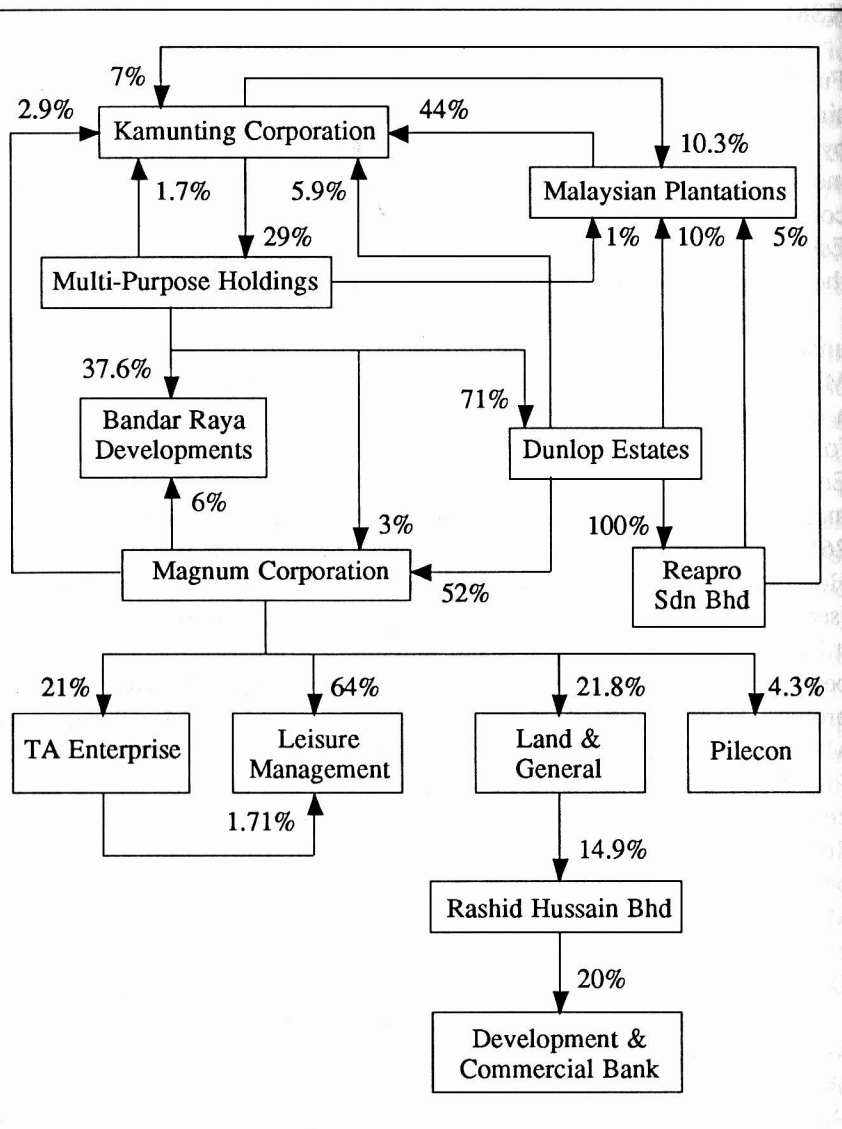 7%
2.9%
Kamunting Corporation
44%
10.3%
Malaysian Plantations
1.7%
5.9%
29%
1%
10%
5%
Multi-Purpose Holdings
37.6%
71%
Bandar Raya
Developments
Dunlop Estates
6%
3%
100%
Magnum Corporation
52%
Reapro
Sdn Bhd
21%
64%
21.8%
4.3%
TA Enterprise
Leisure
Management
Land &
General
Pilecon
1.71%
14.9%
Rashid Hussain Bhd
20%
Development &
Commercial Bank